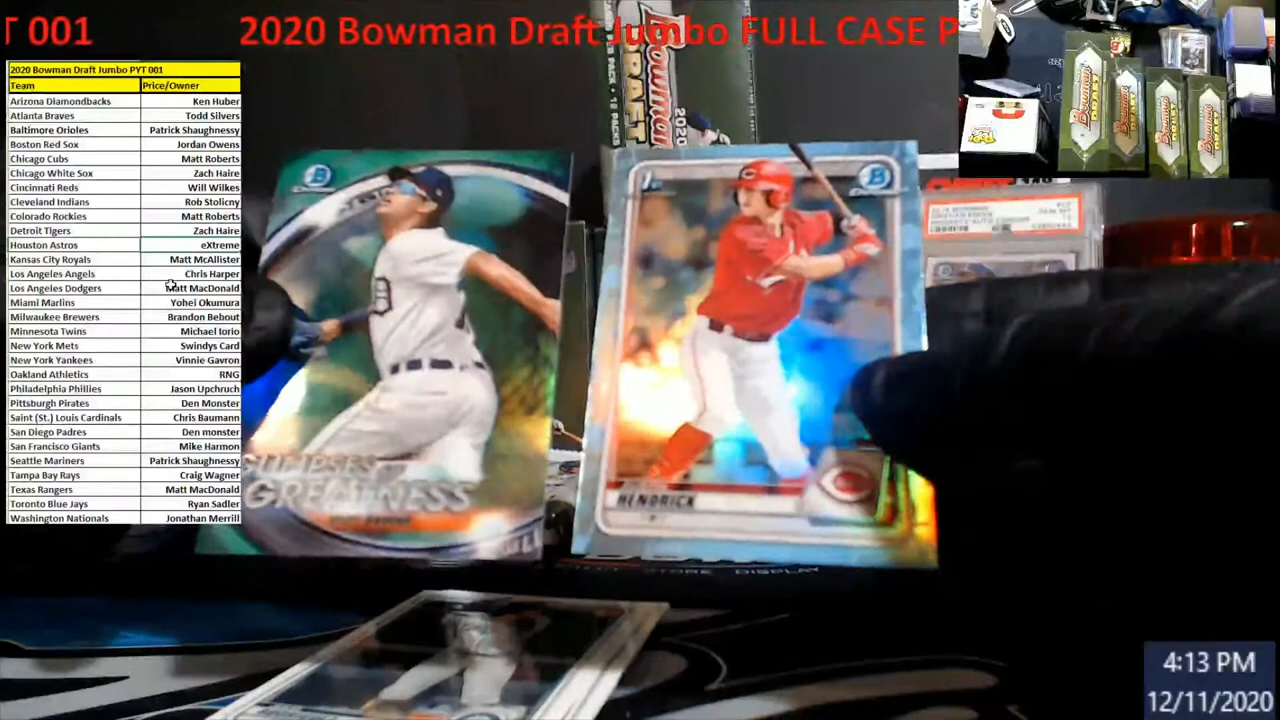 T 001 2020 Bowman Draft Jumbo FULL CASE P
2020 Bowman Draft Jumbo PYT 001
Team Price/Owner
Arizona Diamondbacks Ken Huber
Atlanta Braves Todd Silvers
Baltimore Orioles Patrick Shaughnessy
Boston Red Sox Jordan Owens
Chicago Cubs Matt Roberts
Chicago White Sox Zach Haire
Cincinnati Reds Will Wilkes
Cleveland Indians Rob Stolicny
Colorado Rockies Matt Roberts
Detroit Tigers Zach Haire
Houston Astros eXtreme
Kansas City Royals Matt McAllister
Los Angeles Angels Chris Harper
Los Angeles Dodgers Matt MacDonald
Miami Marlins Yohei Okumura
Milwaukee Brewers Brandon Bebout
Minnesota Twins Michael Iorio
New York Mets Swindys Card
New York Yankees Vinnie Gavron
Oakland Athletics RNG
Philadelphia Phillies Jason Upchruch
Pittsburgh Pirates Den Monster
Saint (St.) Louis Cardinals Chris Baumann
San Diego Padres Den monster
San Francisco Giants Mike Harmon
Seattle Mariners Patrick Shaughnessy
Tampa Bay Rays Craig Wagner
Texas Rangers Matt MacDonald
Toronto Blue Jays Ryan Sadler
Washington Nationals Jonathan Merrill
Bowman
DRAFT
2020
GREATNESS
HENDRICK
STORE DISPLAY
4:13 PM
12/11/2020